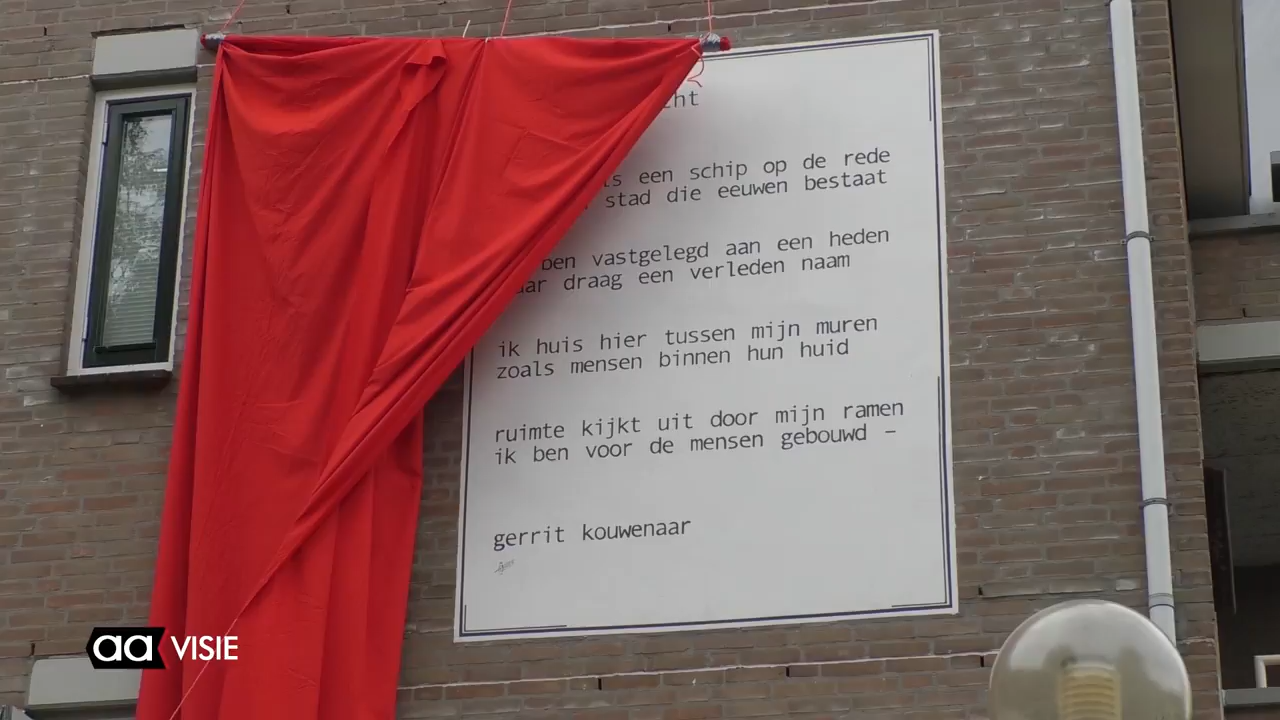 een schip op de rede
stad die eeuwen bestaat
ben vastgelegd aan een heden
draag een verleden naam
ik huis hier tussen mijn muren
zoals mensen binnen hun huid
ruimte kijkt uit door mijn ramen
ik ben voor de mensen gebouwd –
gerrit kouwenaar
aa VISIE